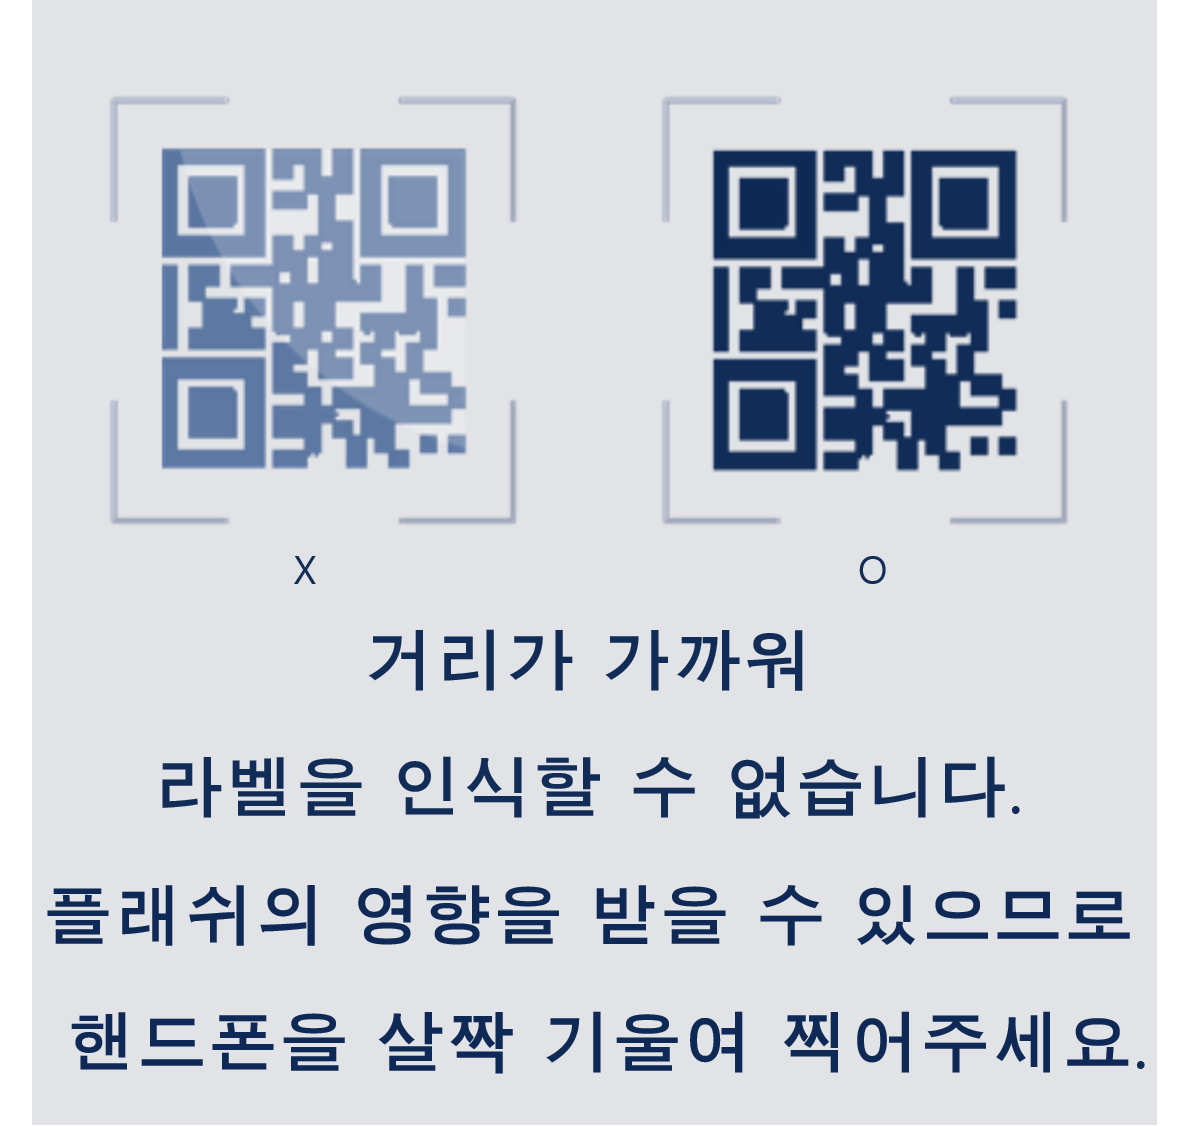 X
O
거리가 가까워
라벨을 인식할 수 없습니다.
플래쉬의 영향을 받을 수 있으므로
핸드폰을 살짝 기울여 찍어주세요.